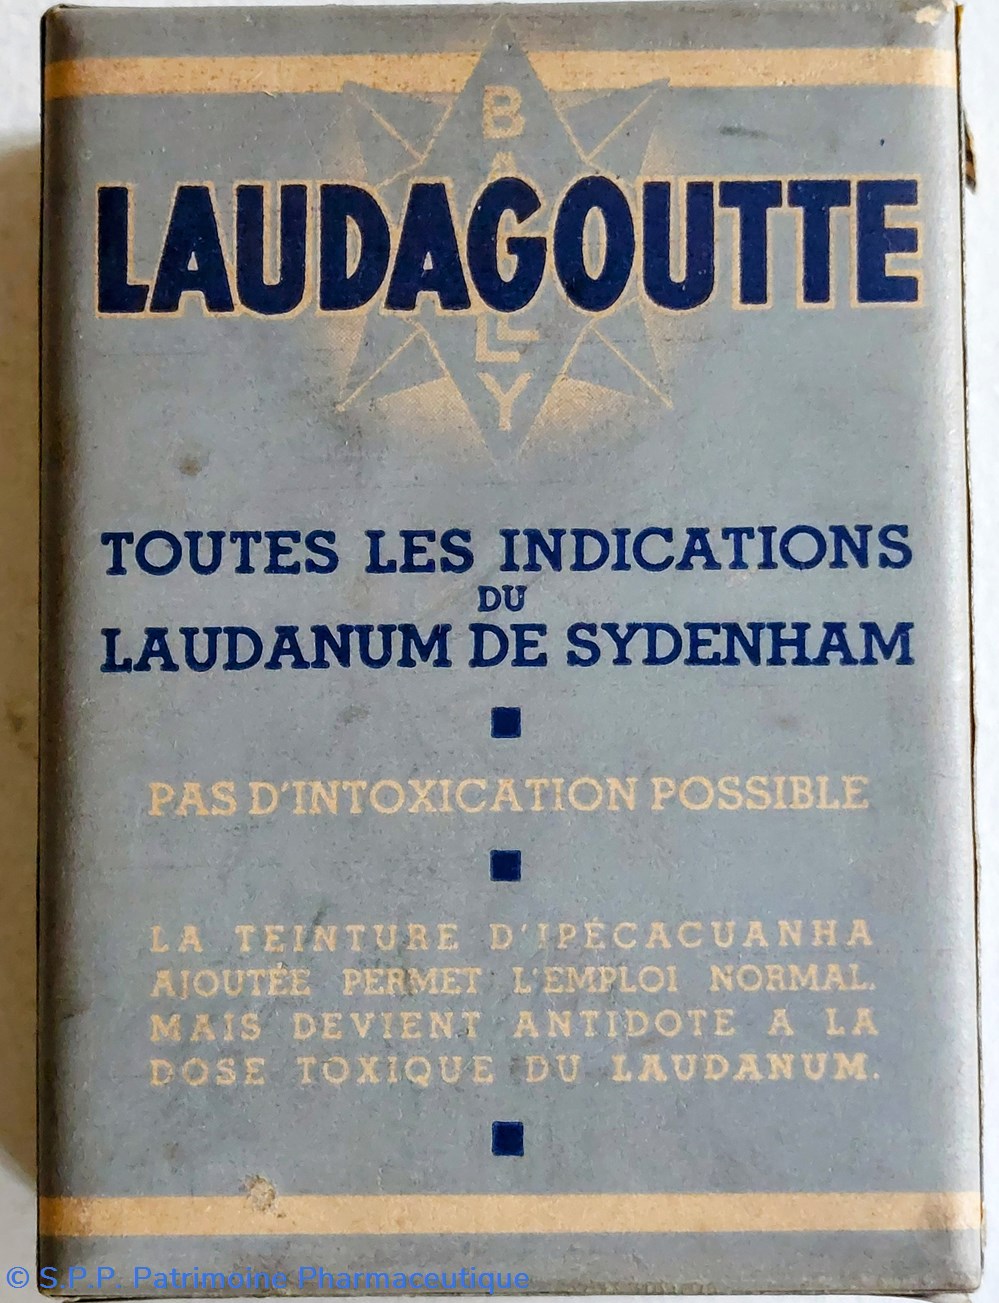 BAILLY
LAUDAGOUTTE
TOUTES LES INDICATIONS
DU
LAUDANUM DE SYDENHAM
PAS D'INTOXICATION POSSIBLE
LA TEINTURE D'IPÉCACUANHA
AJOUTÉE PERMET L'EMPLOI NORMAL.
MAIS DEVIENT ANTIDOTE A LA
DOSE TOXIQUE DU LAUDANUM.
© S.P.P. Patrimoine Pharmaceutique